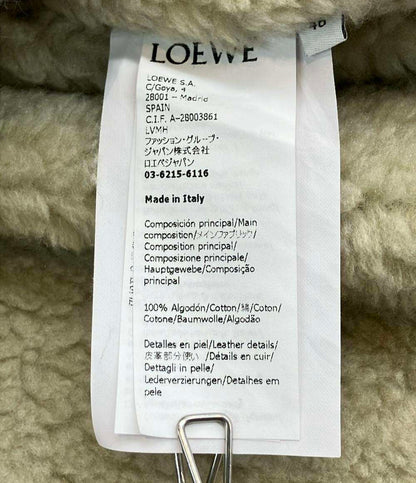 46
LOEWE
LOEWE S.A.
C/Goya, 4
28001 - Madrid
SPAIN
C.I.F. A-28003861
LVMH
ファッション・グループ・
ジャパン株式会社
ロエベジャパン
03-6215-6116
Made in Italy
Composición principal/Main
composition/メインファブリック/
Composition principal/
Composizione principale/
Hauptgewebe/Composição
principal
100% Algodón/Cotton/綿/Coton/
Cotone/Baumwolle/Algodão
Detalles en piel/Leather details/
皮革部分使い /Détails en cuir/
Dettagli in pelle/
Lederverzierungen/Detalhes em
pele